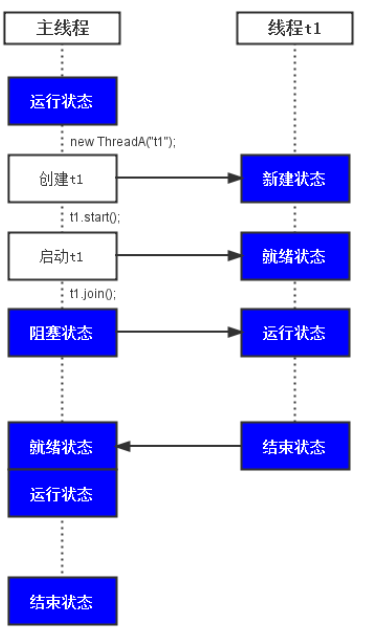 主线程
线程t1
运行状态
new ThreadA("t1");
创建t1
新建状态
t1.start();
启动t1
就绪状态
t1.join();
阻塞状态
运行状态
就绪状态
结束状态
运行状态
结束状态